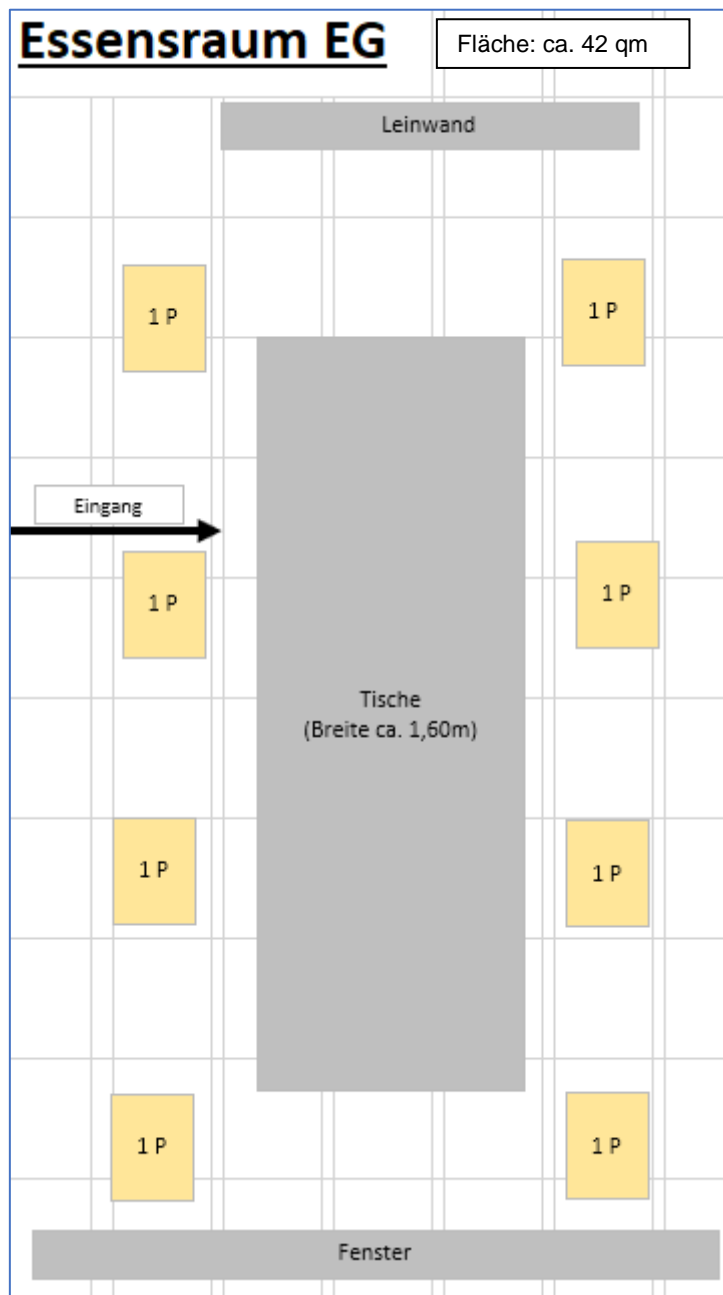 Essensraum EG
Fläche: ca. 42 qm
Leinwand
1 P
1 P
Eingang
1 P
1 P
Tische
(Breite ca. 1,60m)
1 P
1 P
1 P
1 P
Fenster